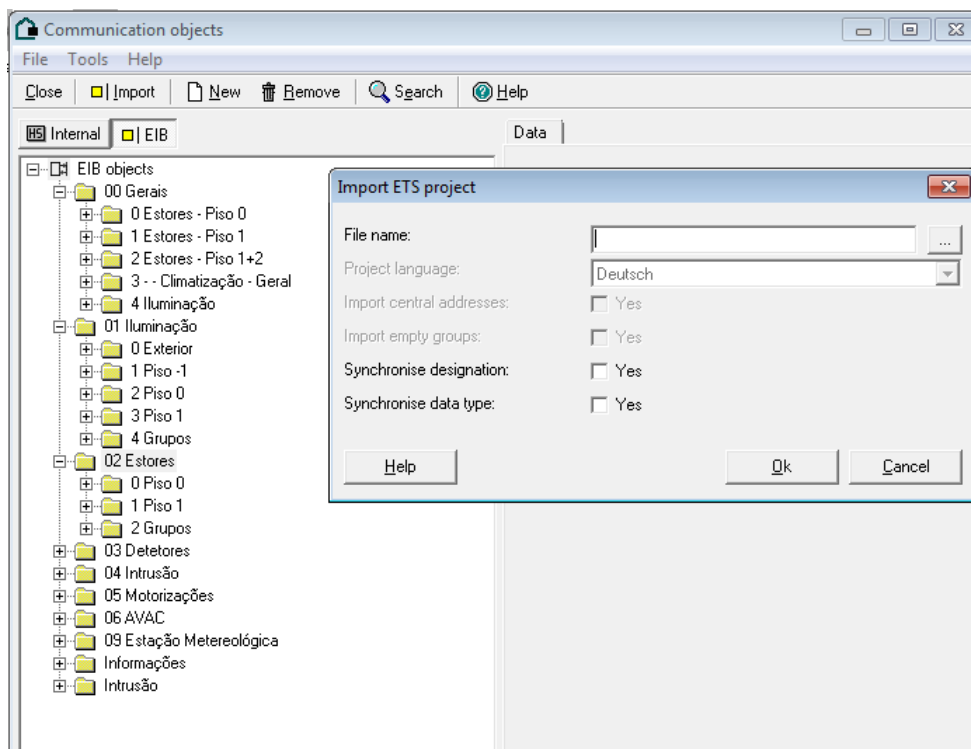 Communication objects
File Tools Help
Close Import New Remove Search Help
HS Internal EIB
Data
EIB objects
00 Gerais
0 Estores - Piso 0
1 Estores - Piso 1
2 Estores - Piso 1+2
3 - - Climatização - Geral
4 Iluminação
01 Iluminação
0 Exterior
1 Piso -1
2 Piso 0
3 Piso 1
4 Grupos
02 Estores
0 Piso 0
1 Piso 1
2 Grupos
03 Detetores
04 Intrusão
05 Motorizações
06 AVAC
09 Estação Metereológica
Informações
Intrusão
Import ETS project
File name:
...
Project language:
Deutsch
Import central addresses:
Yes
Import empty groups:
Yes
Synchronise designation:
Yes
Synchronise data type:
Yes
Help Ok Cancel